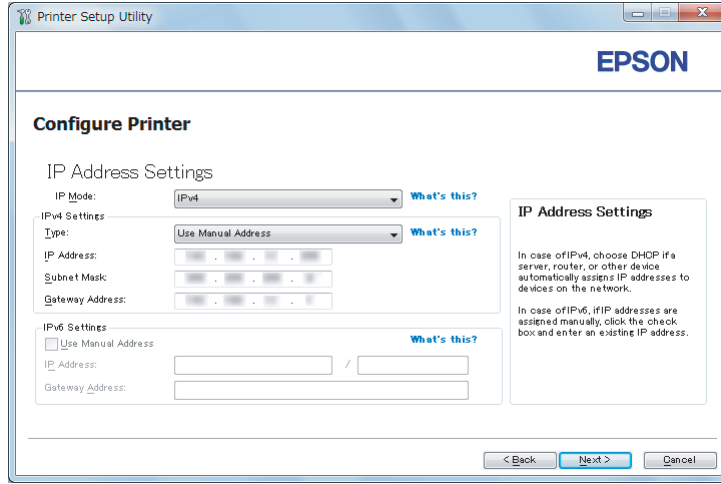 Printer Setup Utility
EPSON
Configure Printer
IP Address Settings
IP Mode:
IPv4
What's this?
IPv4 Settings
Type:
Use Manual Address
What's this?
IP Address:
Subnet Mask:
Gateway Address:
IPv6 Settings
Use Manual Address
What's this?
IP Address:
/
Gateway Address:
IP Address Settings
In case of IPv4, choose DHCP if a
server, router, or other device
automatically assigns IP addresses to
devices on the network.
In case of IPv6, if IP addresses are
assigned manually, click the check
box and enter an existing IP address.
< Back
Next >
Cancel